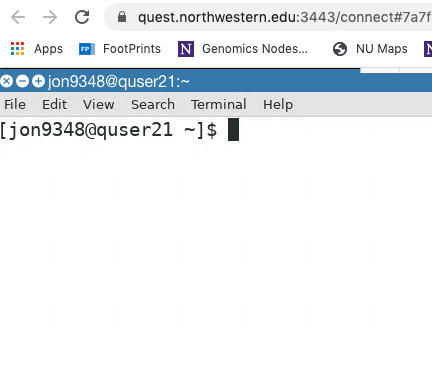 quest.northwestern.edu:3443/connect#7a7f
Apps FootPrints Genomics Nodes... NU Maps
jon9348@quser21:~
File Edit View Search Terminal Help
[jon9348@quser21 ~]$